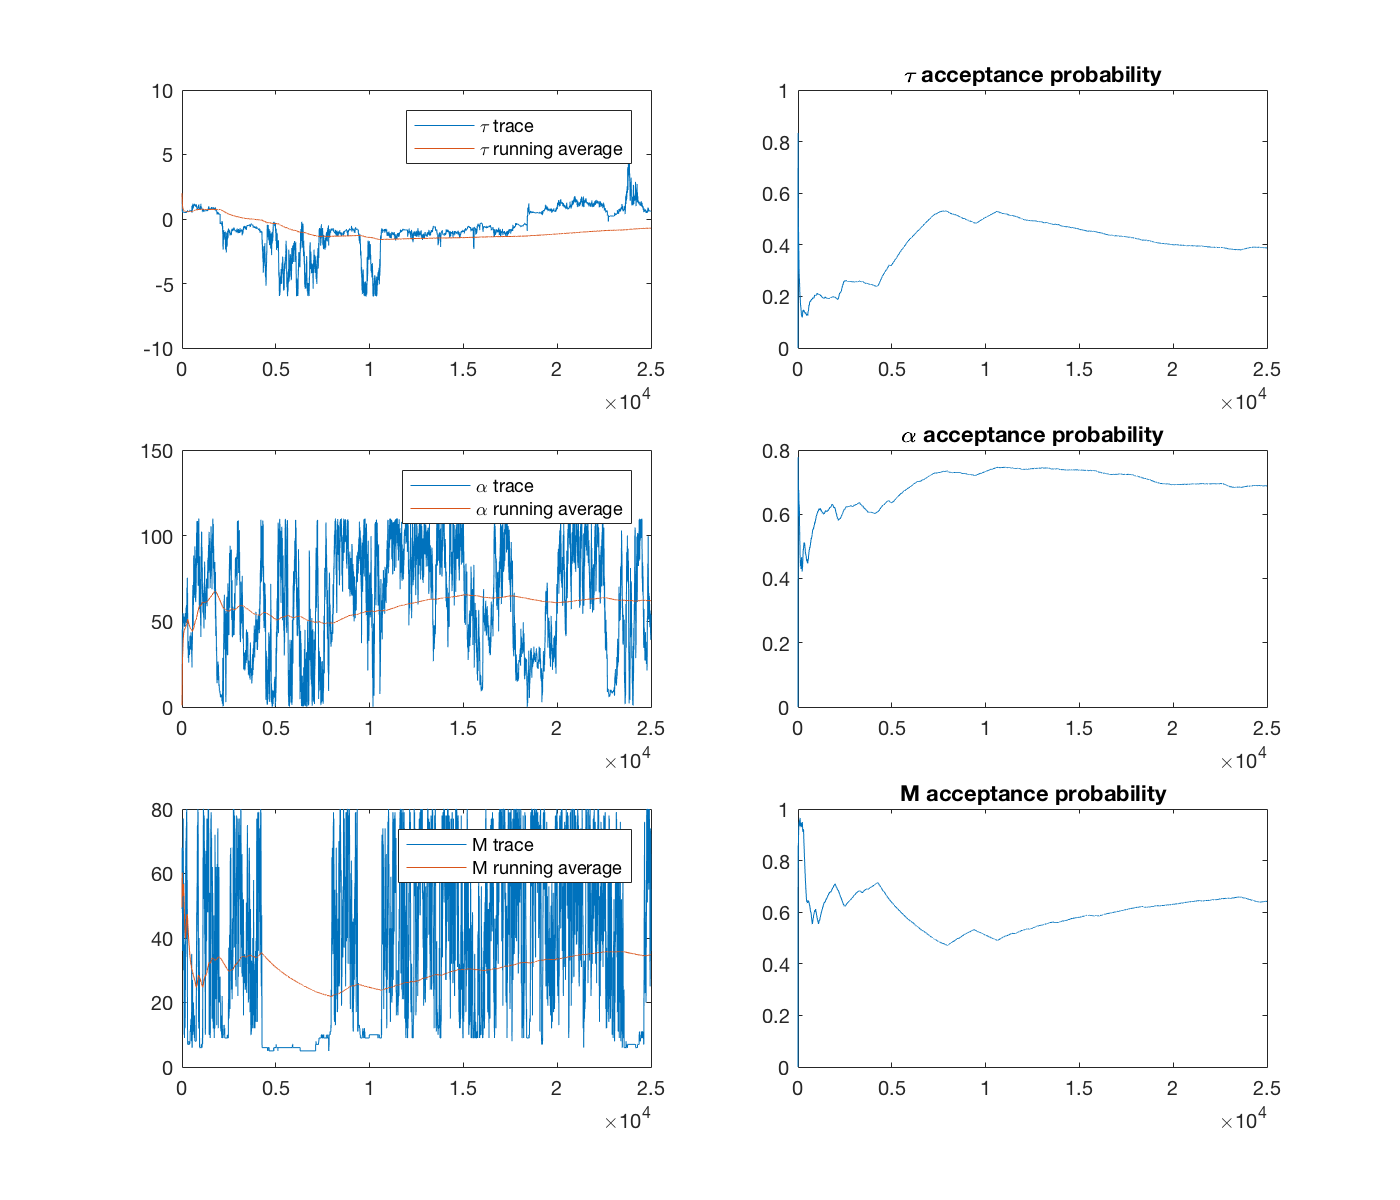 10
5
0
-5
-10
0 0.5 1 1.5 2 2.5
×10^4
τ trace
τ running average
τ acceptance probability
1
0.8
0.6
0.4
0.2
0
0 0.5 1 1.5 2 2.5
×10^4
150
100
50
0
0 0.5 1 1.5 2 2.5
×10^4
α trace
α running average
α acceptance probability
0.8
0.6
0.4
0.2
0
0 0.5 1 1.5 2 2.5
×10^4
80
60
40
20
0
0 0.5 1 1.5 2 2.5
×10^4
M trace
M running average
M acceptance probability
1
0.8
0.6
0.4
0.2
0
0 0.5 1 1.5 2 2.5
×10^4